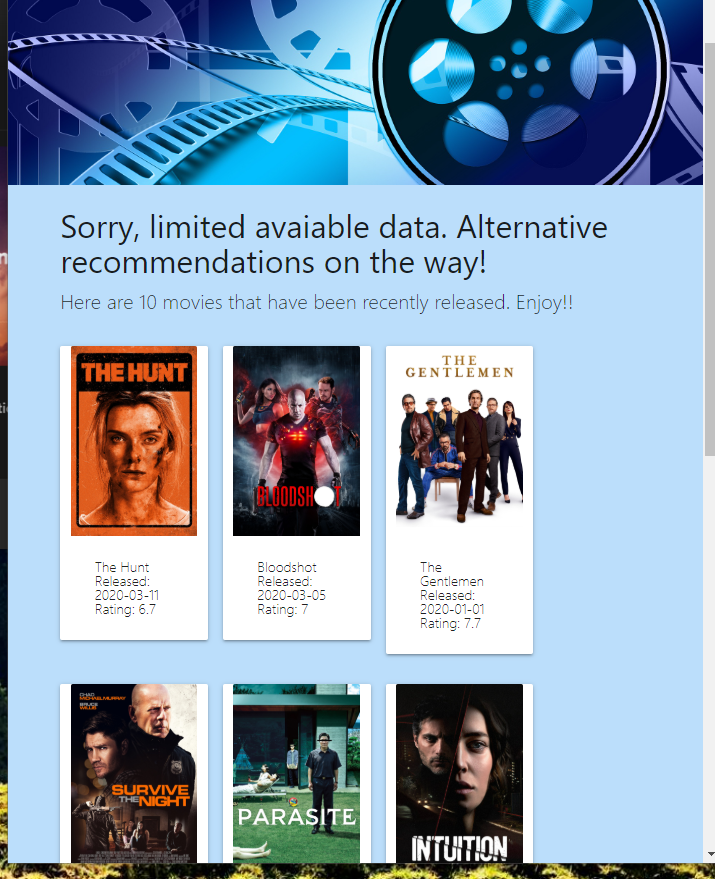 Sorry, limited avaiable data. Alternative
recommendations on the way!
Here are 10 movies that have been recently released. Enjoy!!
THE HUNT
BLOODSHOT
THE
GENTLEMEN
The Hunt
Released:
2020-03-11
Rating: 6.7
Bloodshot
Released:
2020-03-05
Rating: 7
The
Gentlemen
Released:
2020-01-01
Rating: 7.7
CHAD
MICHAEL MURRAY
BRUCE
WILLIS
SURVIVE
THE NIGHT
PARASITE
INTUITION